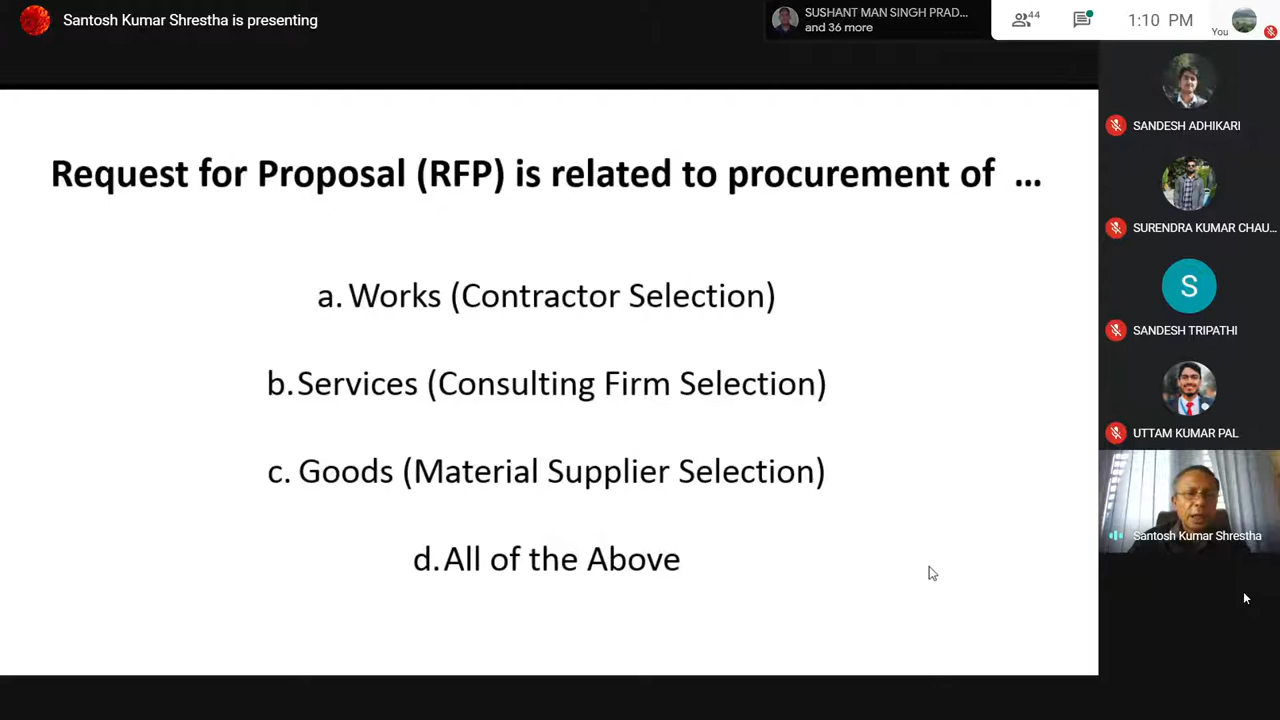 Santosh Kumar Shrestha is presenting
SUSHANT MAN SINGH PRAD...
and 36 more
44
1:10 PM
You
Request for Proposal (RFP) is related to procurement of ...
a. Works (Contractor Selection)
b. Services (Consulting Firm Selection)
c. Goods (Material Supplier Selection)
d. All of the Above
SANDESH ADHIKARI
SURENDRA KUMAR CHAU...
S
SANDESH TRIPATHI
UTTAM KUMAR PAL
Santosh Kumar Shrestha